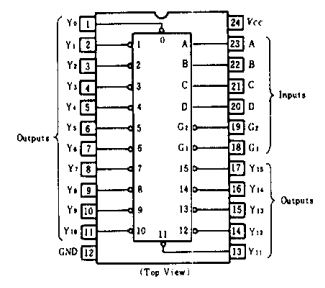 Y0 1 0 24 VCC
Y1 2 1 A 23 A
Y2 3 2 B 22 B
Y3 4 3 C 21 C
Y4 5 4 D 20 D
Y5 6 5 G2 19 G2
Y6 7 6 G1 18 G1
Y7 8 7 15 17 Y15
Y8 9 8 14 16 Y14
Y9 10 9 13 15 Y13
Y10 11 10 11 12 14 Y12
GND 12 13 Y11
Outputs
Inputs
Outputs
(Top View)